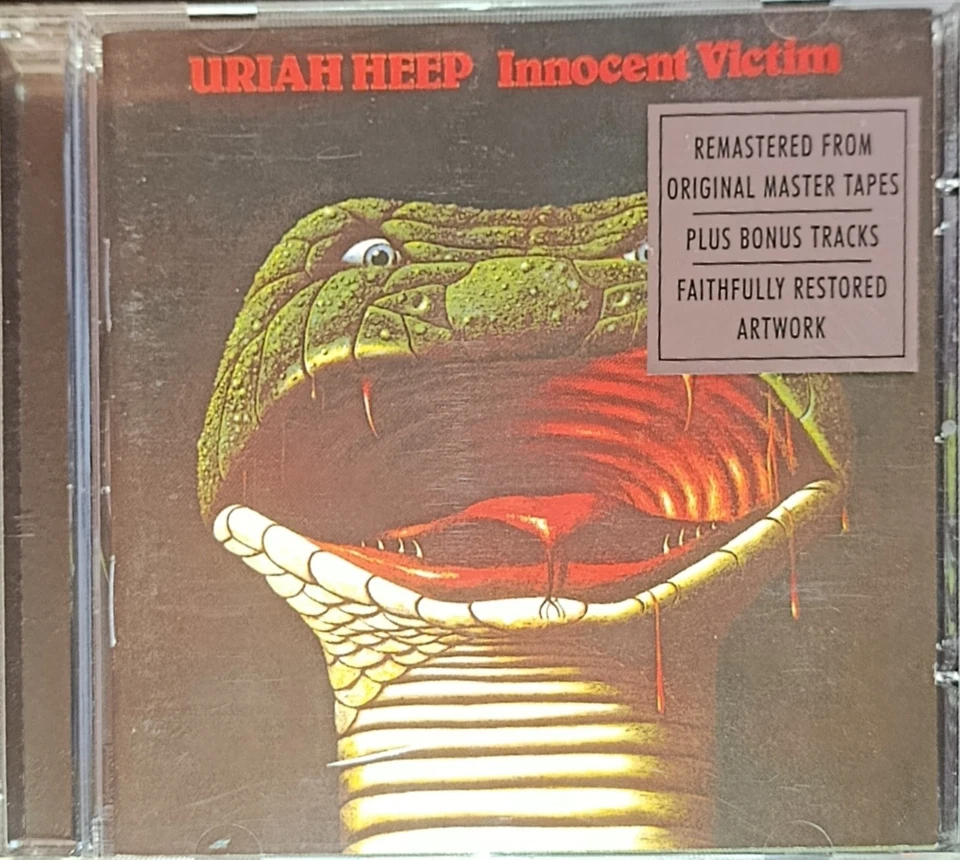 URIAH HEEP Innocent Victim
REMASTERED FROM
ORIGINAL MASTER TAPES
PLUS BONUS TRACKS
FAITHFULLY RESTORED
ARTWORK